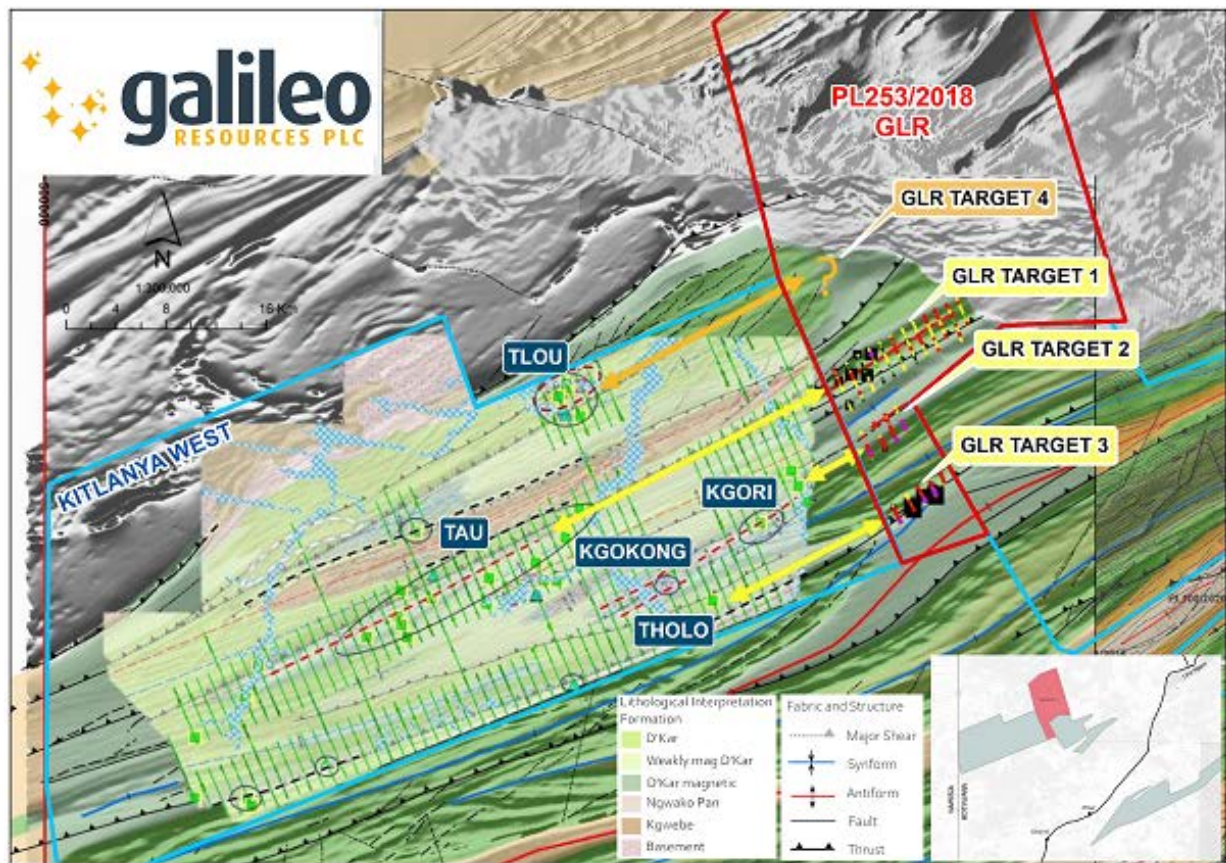 galileo
RESOURCES PLC
PL253/2018
GLR
GLR TARGET 4
N
GLR TARGET 1
0 4 8 16 Km
GLR TARGET 2
TLOU
KITLANYA WEST
GLR TARGET 3
KGORI
TAU
KGOKONG
THOLO
Lithological Interpretation
Formation
D'Kar
Weakly mag D'Kar
D'Kar magnetic
Ngwako Pan
Kgwebe
Basement
Fabric and Structure
Major Shear
Synform
Antiform
Fault
Thrust